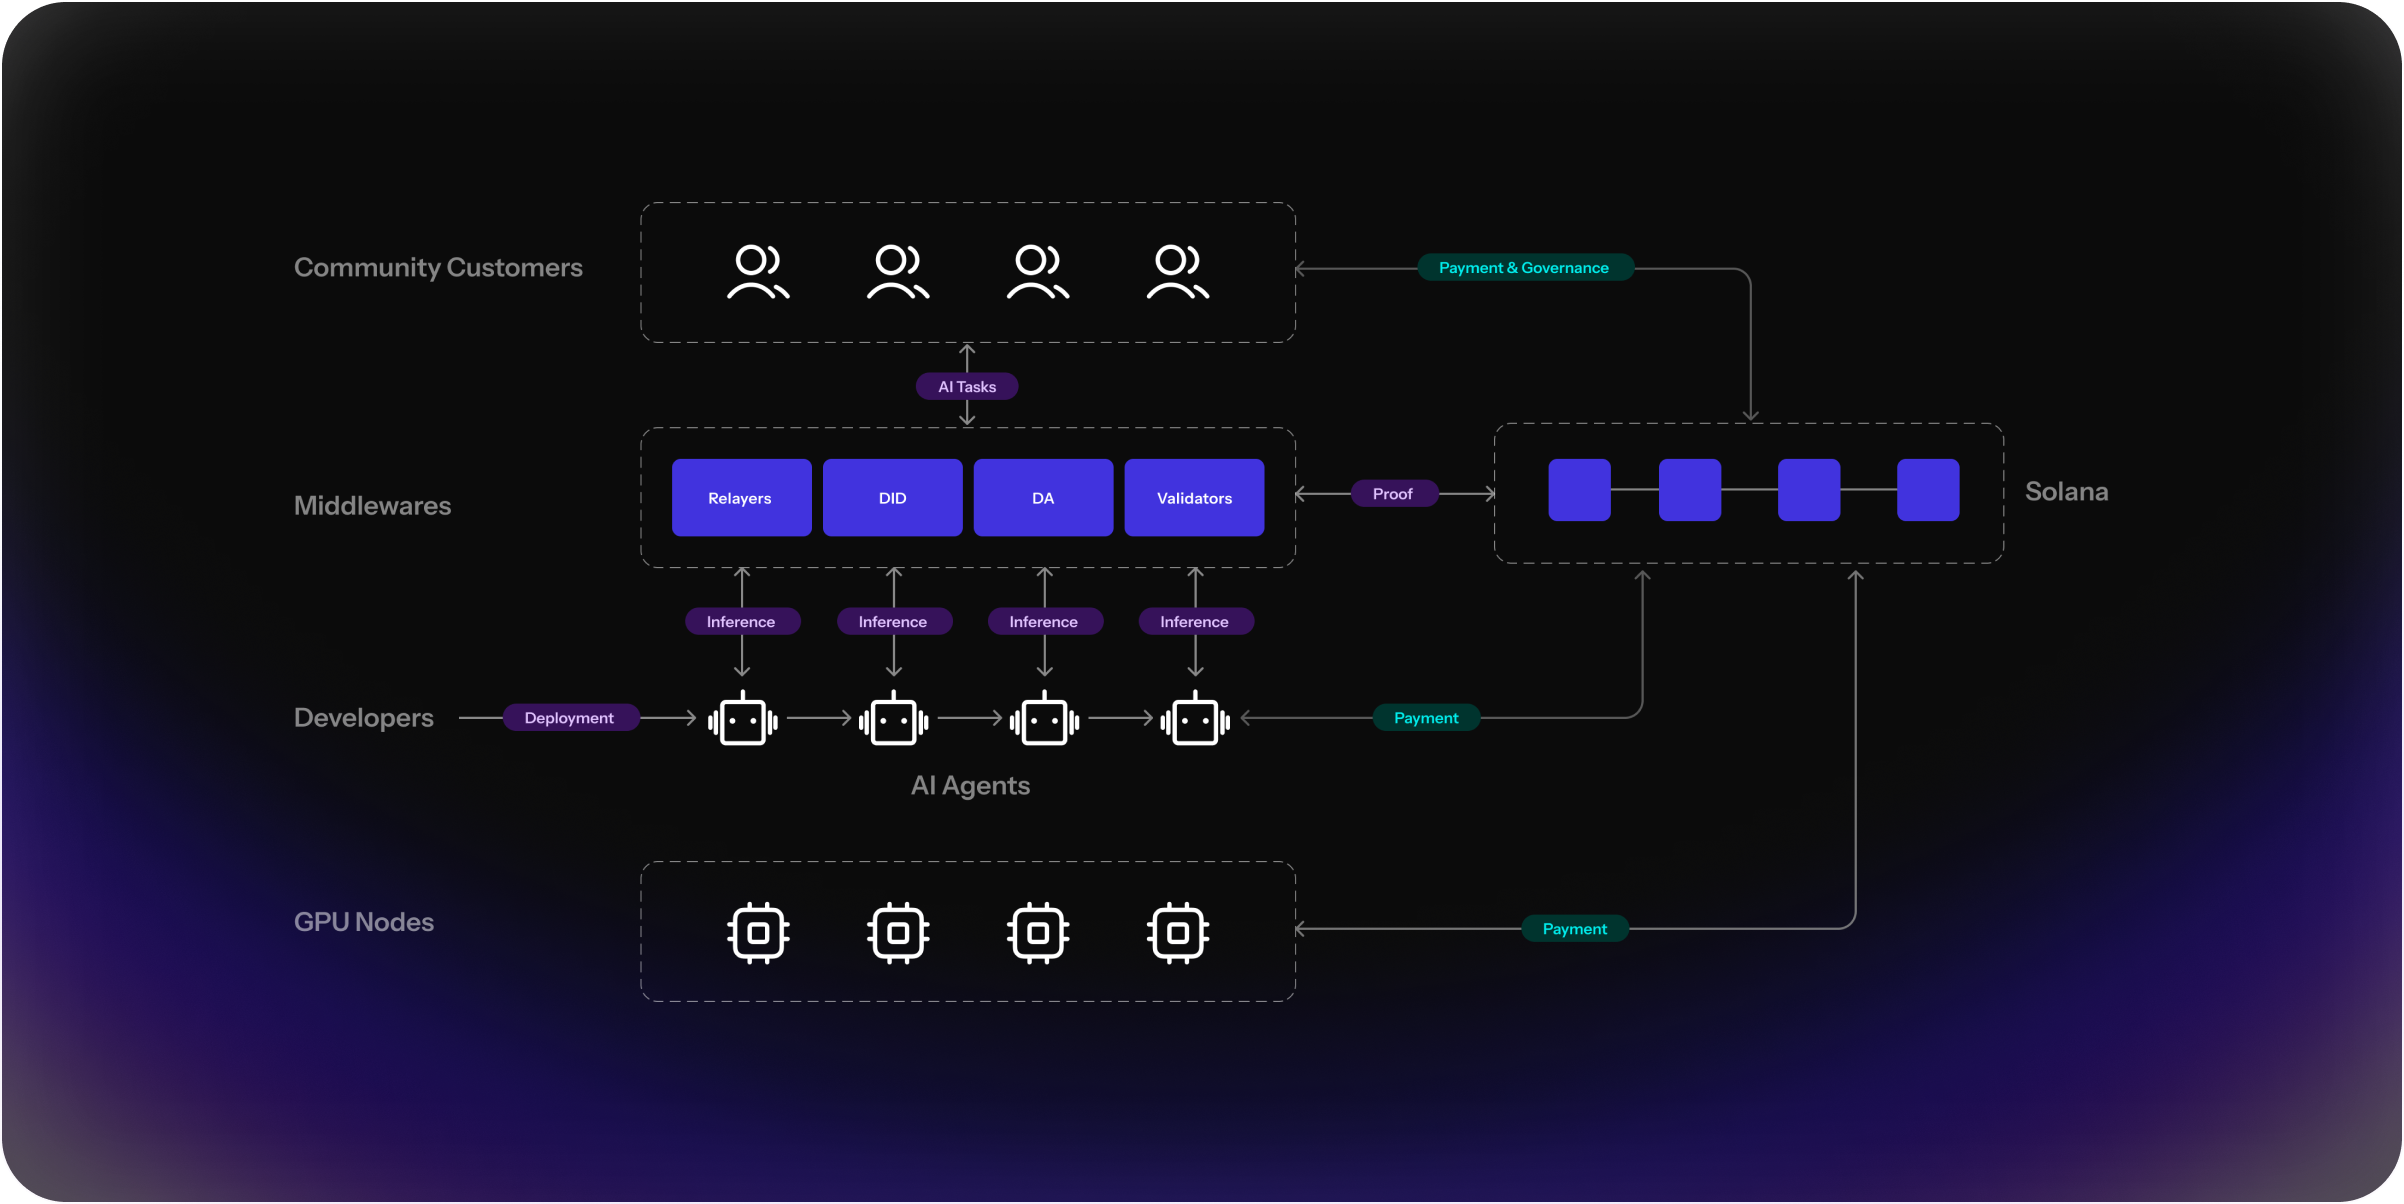 Community Customers
Payment & Governance
AI Tasks
Middlewares
Relayers
DID
DA
Validators
Proof
Solana
Inference
Inference
Inference
Inference
Developers
Deployment
Payment
AI Agents
GPU Nodes
Payment